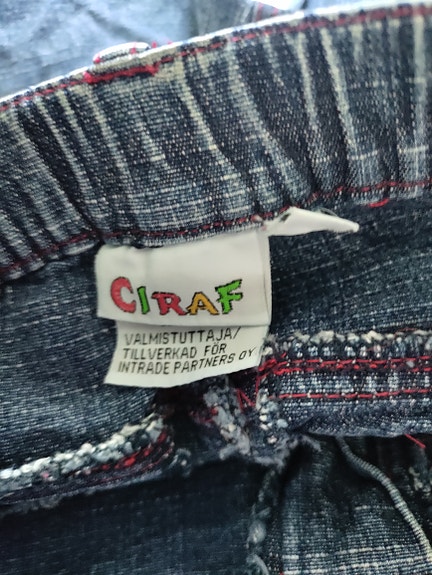 CIRAF
VALMISTUTTAJA/
TILLVERKAD FÖR
INTRADE PARTNERS OY